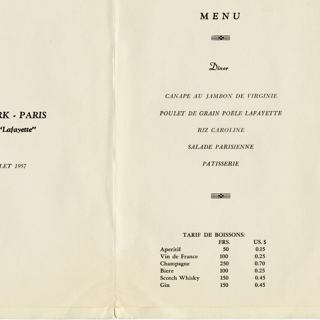 RK - PARIS
"Lafayette"
LET 1957
MENU
Diner
CANAPE AU JAMBON DE VIRGINIE
POULET DE GRAIN POÊLE LAFAYETTE
RIZ CAROLINE
SALADE PARISIENNE
PATISSERIE
TARIF DE BOISSONS:
FRS. US. $
Aperitif 50 0.15
Vin de France 100 0.25
Champagne 250 0.70
Biere 100 0.25
Scotch Whisky 150 0.45
Gin 150 0.45